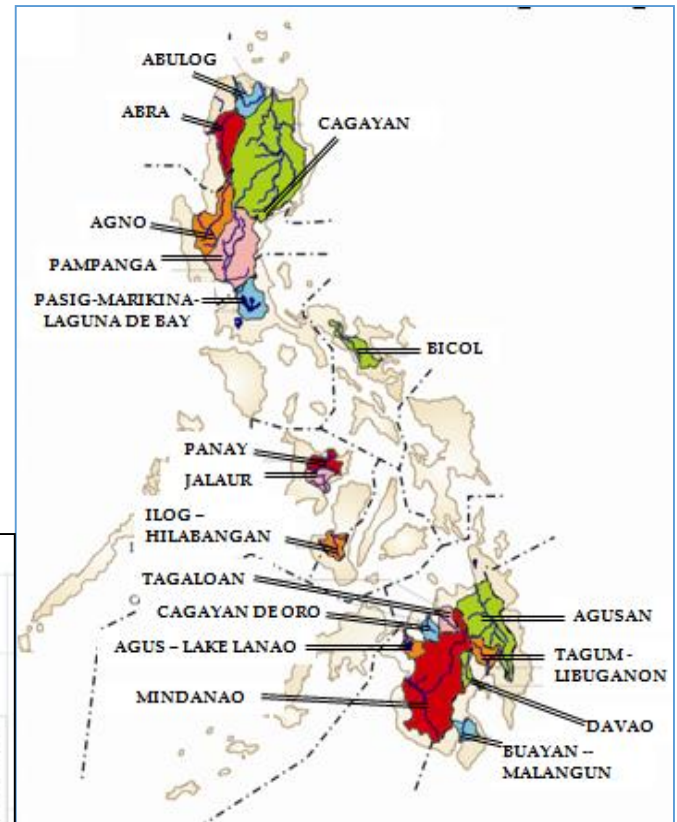 ABULOG
ABRA
CAGAYAN
AGNO
PAMPANGA
PASIG-MARIKINA-
LAGUNA DE BAY
BICOL
PANAY
JALAUR
ILOG –
HILABANGAN
TAGALOAN
CAGAYAN DE ORO
AGUSAN
AGUS – LAKE LANAO
TAGUM -
LIBUGANON
MINDANAO
DAVAO
BUAYAN --
MALANGUN